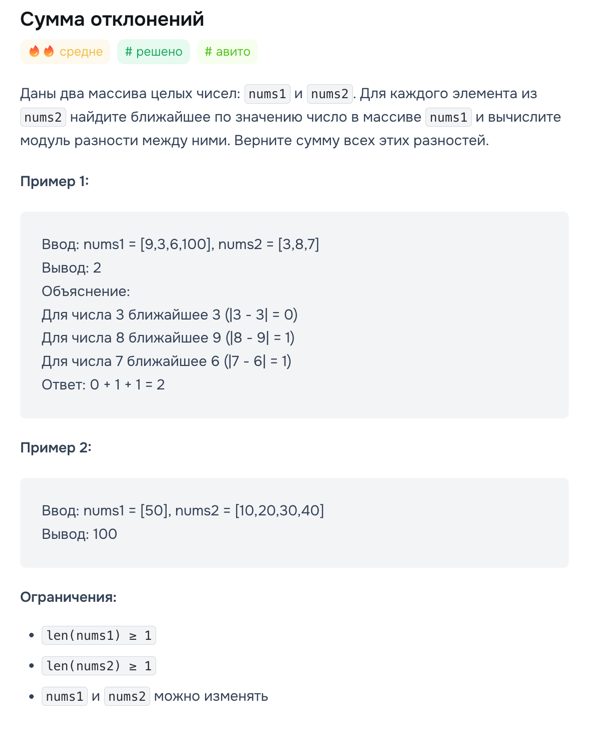 Сумма отклонений
🔥🔥 средне # решено # авито
Даны два массива целых чисел: nums1 и nums2. Для каждого элемента из
nums2 найдите ближайшее по значению число в массиве nums1 и вычислите
модуль разности между ними. Верните сумму всех этих разностей.
Пример 1:
Ввод: nums1 = [9,3,6,100], nums2 = [3,8,7]
Вывод: 2
Объяснение:
Для числа 3 ближайшее 3 (|3 - 3| = 0)
Для числа 8 ближайшее 9 (|8 - 9| = 1)
Для числа 7 ближайшее 6 (|7 - 6| = 1)
Ответ: 0 + 1 + 1 = 2
Пример 2:
Ввод: nums1 = [50], nums2 = [10,20,30,40]
Вывод: 100
Ограничения:
• len(nums1) ≥ 1
• len(nums2) ≥ 1
• nums1 и nums2 можно изменять